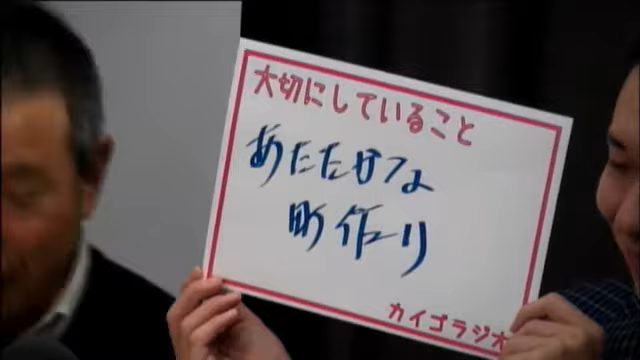 大切にしていること
あたたかな
町作り
カイゴラジオ